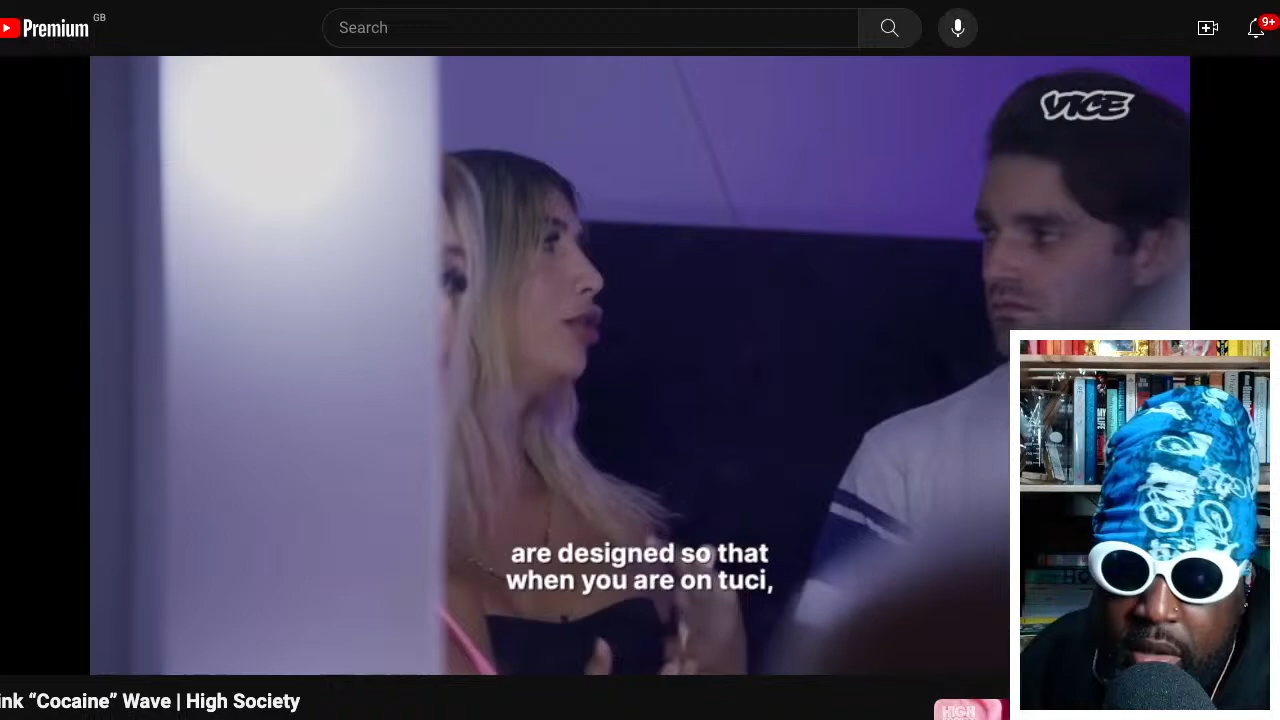 Premium GB
Search
9+
VICE
are designed so that
when you are on tuci,
ink “Cocaine” Wave | High Society
HIGH